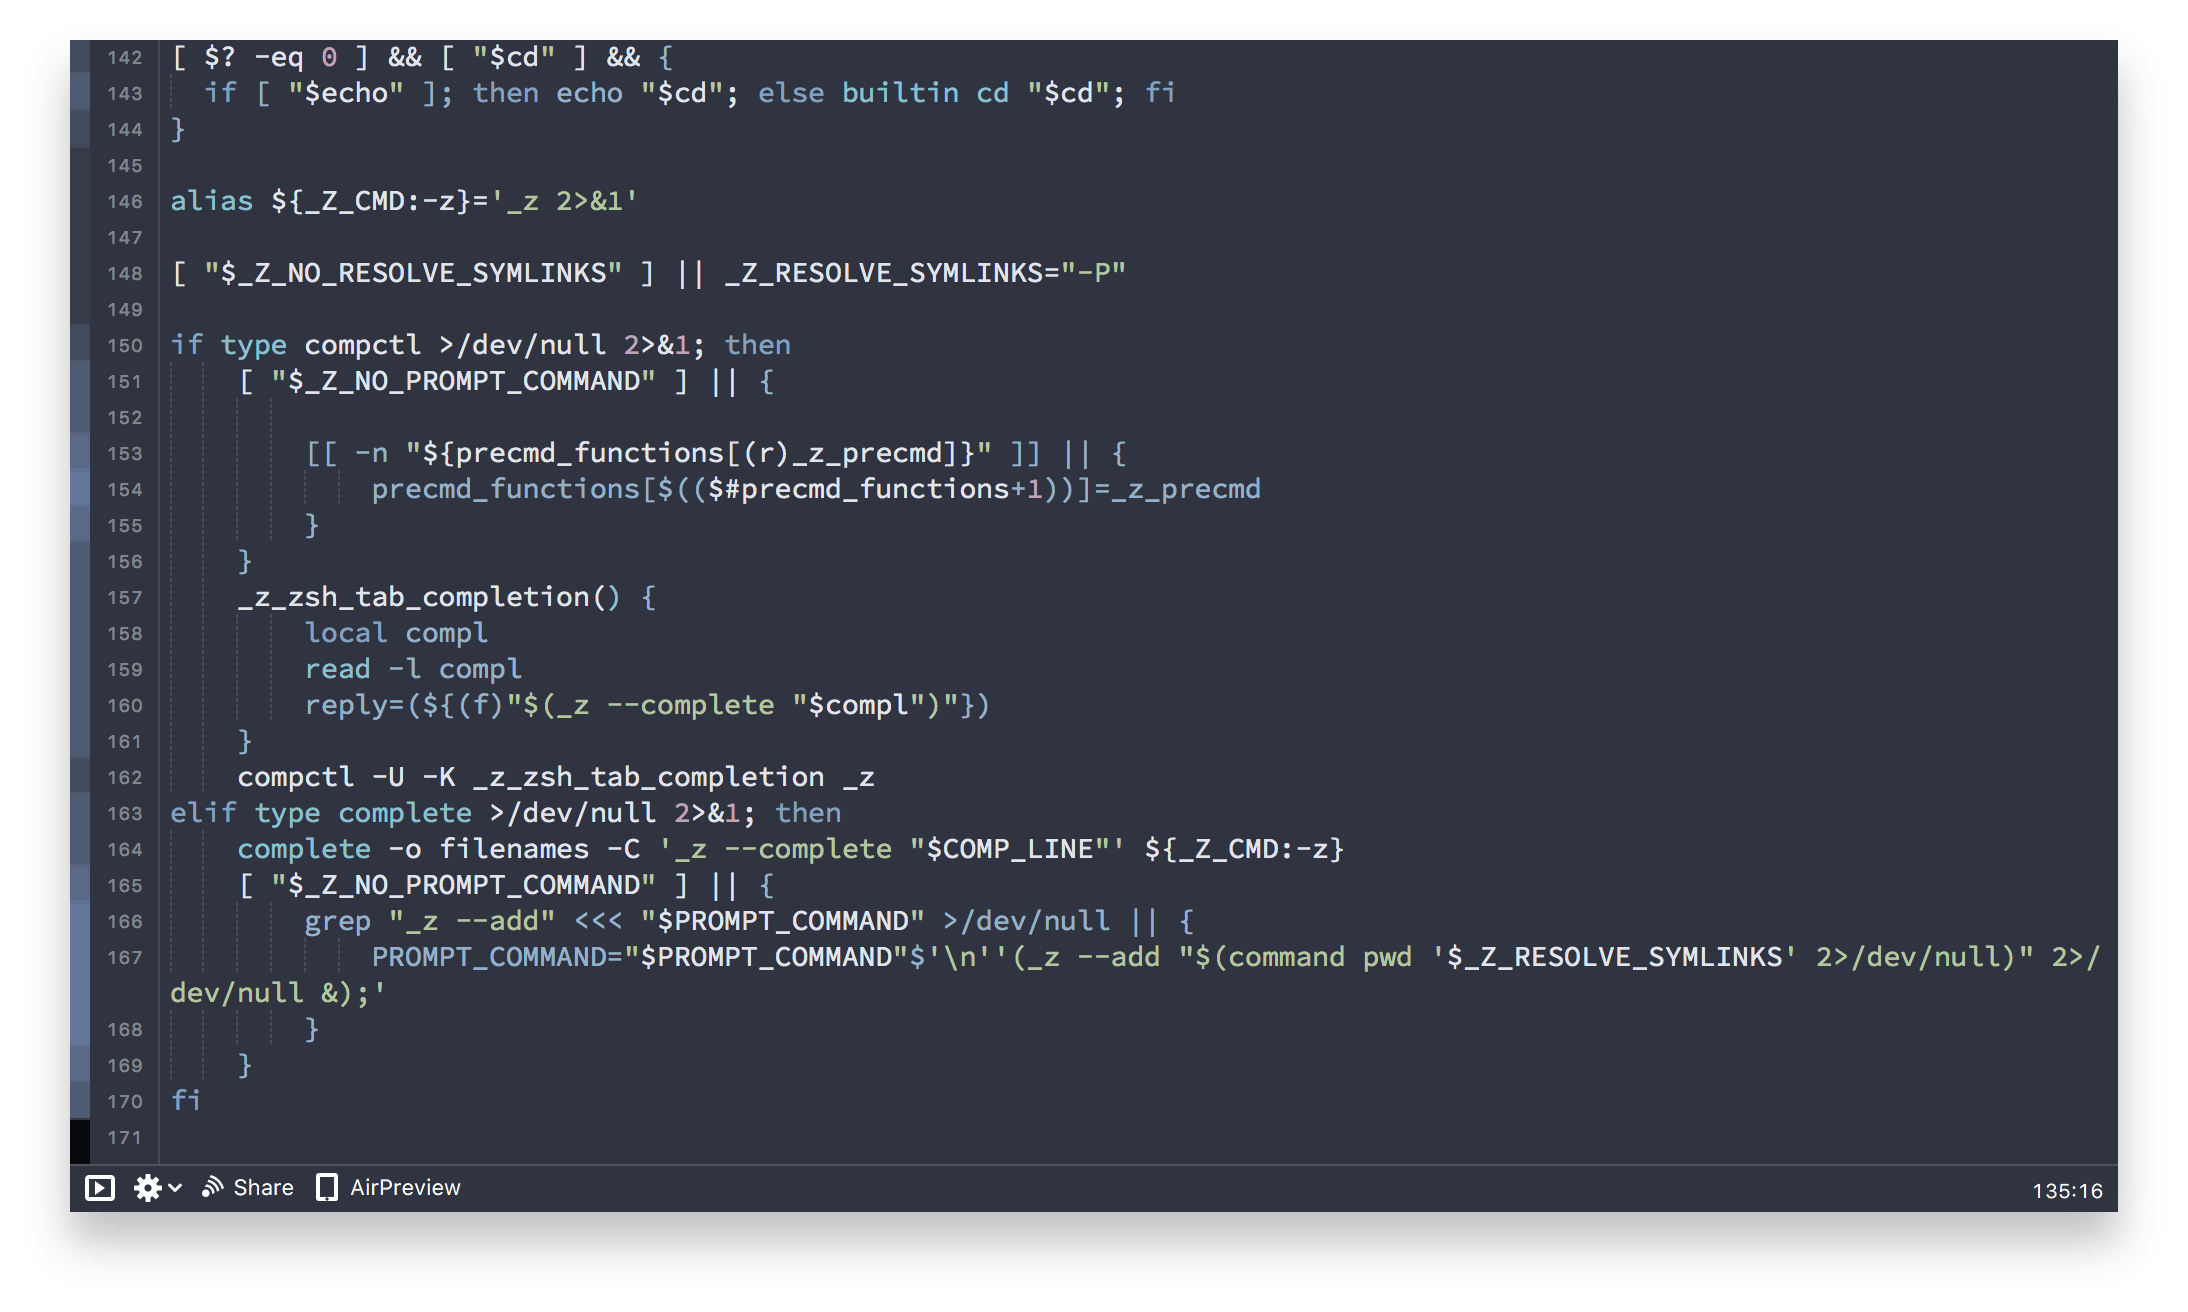 142 [ $? -eq 0 ] && [ "$cd" ] && {
143   if [ "$echo" ]; then echo "$cd"; else builtin cd "$cd"; fi
144 }
145
146 alias ${_Z_CMD:-z}='_z 2>&1'
147
148 [ "$_Z_NO_RESOLVE_SYMLINKS" ] || _Z_RESOLVE_SYMLINKS="-P"
149
150 if type compctl >/dev/null 2>&1; then
151     [ "$_Z_NO_PROMPT_COMMAND" ] || {
152
153         [[ -n "${precmd_functions[(r)_z_precmd]}" ]] || {
154             precmd_functions[$(($#precmd_functions+1))]=_z_precmd
155         }
156     }
157     _z_zsh_tab_completion() {
158         local compl
159         read -l compl
160         reply=(${(f)"$(_z --complete "$compl")"})
161     }
162     compctl -U -K _z_zsh_tab_completion _z
163 elif type complete >/dev/null 2>&1; then
164     complete -o filenames -C '_z --complete "$COMP_LINE"' ${_Z_CMD:-z}
165     [ "$_Z_NO_PROMPT_COMMAND" ] || {
166         grep "_z --add" <<< "$PROMPT_COMMAND" >/dev/null || {
167             PROMPT_COMMAND="$PROMPT_COMMAND"$'\n''(_z --add "$(command pwd '$_Z_RESOLVE_SYMLINKS' 2>/dev/null)" 2>/
dev/null &);'
168         }
169     }
170 fi
171
Share AirPreview 135:16